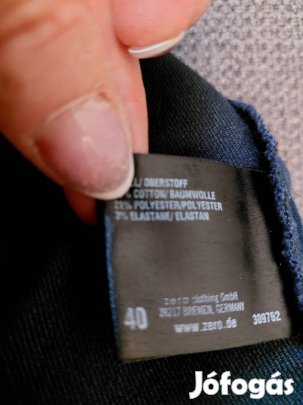 / OBERSTOFF
% COTTON/ BAUMWOLLE
% POLYESTER/POLYESTER
3% ELASTANE/ ELASTAN
zero clothing GmbH
28217 BREMEN, GERMANY
40 www.zero.de 309762
Jófogás